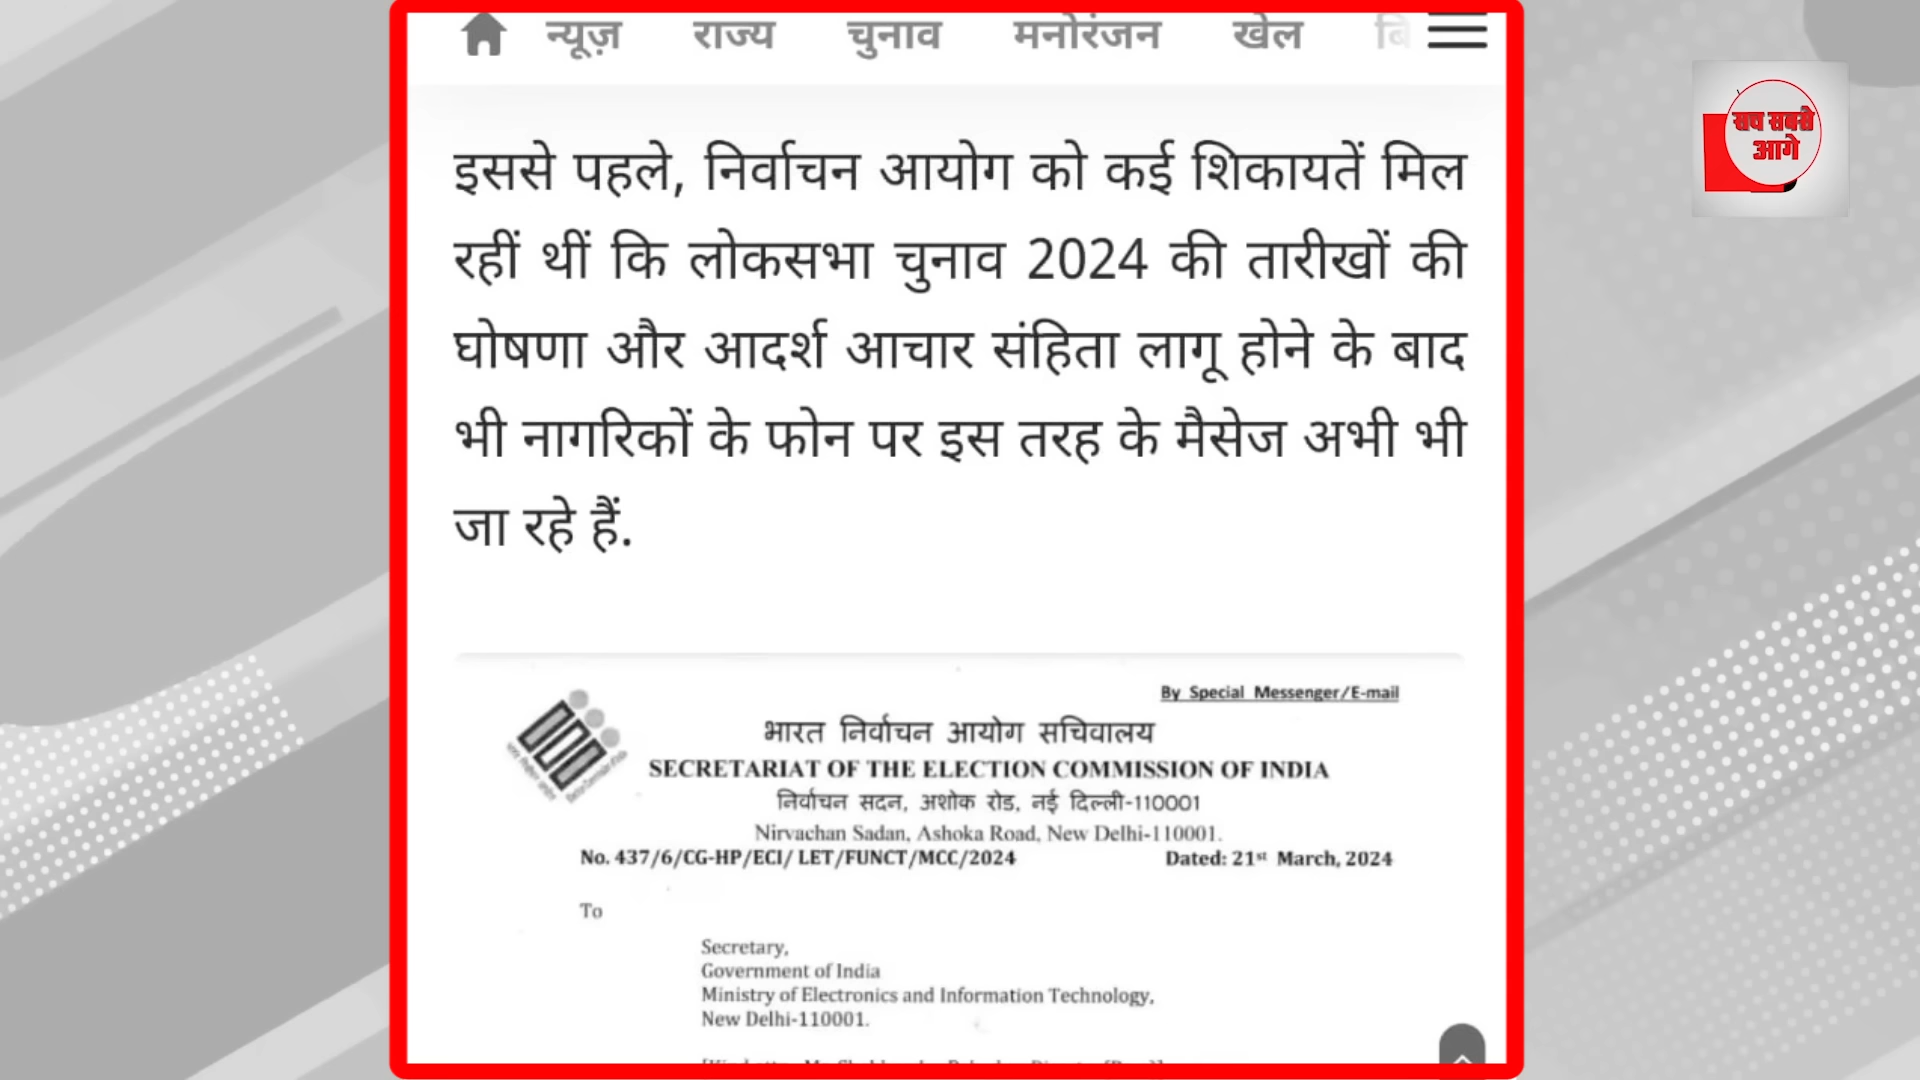 न्यूज़ राज्य चुनाव मनोरंजन खेल
सच सबसे
आगे
इससे पहले, निर्वाचन आयोग को कई शिकायतें मिल
रहीं थीं कि लोकसभा चुनाव 2024 की तारीखों की
घोषणा और आदर्श आचार संहिता लागू होने के बाद
भी नागरिकों के फोन पर इस तरह के मैसेज अभी भी
जा रहे हैं.
By Special Messenger/E-mail
भारत निर्वाचन आयोग सचिवालय
SECRETARIAT OF THE ELECTION COMMISSION OF INDIA
निर्वाचन सदन, अशोक रोड, नई दिल्ली-110001
Nirvachan Sadan, Ashoka Road, New Delhi-110001.
No. 437/6/CG-HP/ECI/ LET/FUNCT/MCC/2024 Dated: 21st March, 2024
To
Secretary,
Government of India
Ministry of Electronics and Information Technology,
New Delhi-110001.